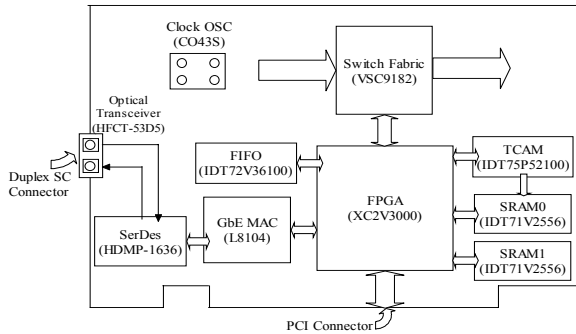 Clock OSC
(CO43S)
Switch Fabric
(VSC9182)
Optical
Transceiver
(HFCT-53D5)
Duplex SC
Connector
FIFO
(IDT72V36100)
TCAM
(IDT75P52100)
FPGA
(XC2V3000)
SRAM0
(IDT71V2556)
GbE MAC
(L8104)
SerDes
(HDMP-1636)
SRAM1
(IDT71V2556)
PCI Connector